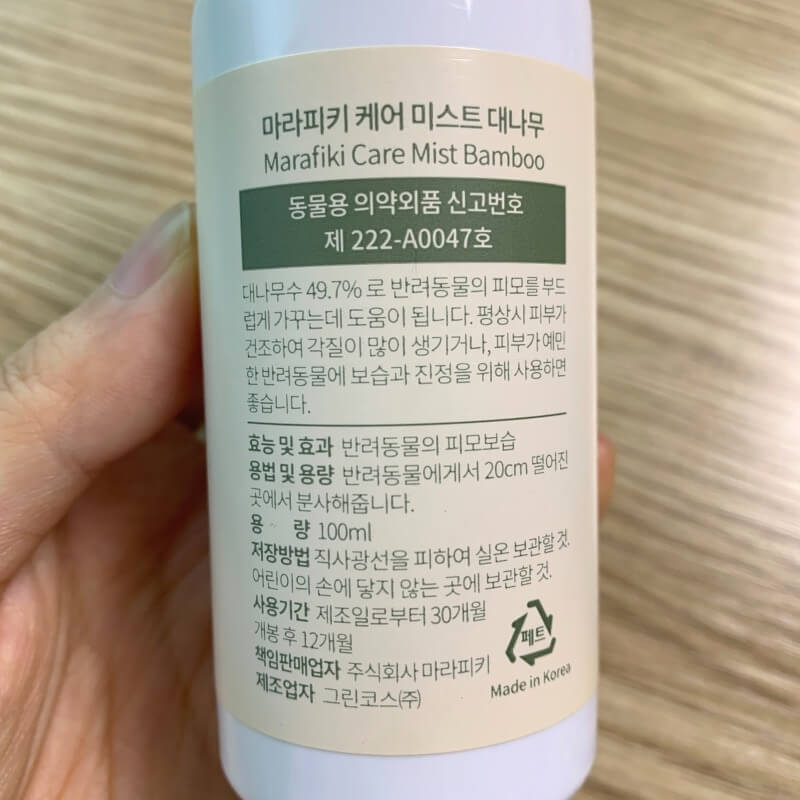 마라피키 케어 미스트 대나무
Marafiki Care Mist Bamboo
동물용 의약외품 신고번호
제 222-A0047호
대나무수 49.7% 로 반려동물의 피모를 부드
럽게 가꾸는데 도움이 됩니다. 평상시 피부가
건조하여 각질이 많이 생기거나, 피부가 예민
한 반려동물에 보습과 진정을 위해 사용하면
좋습니다.
효능 및 효과 반려동물의 피모보습
용법 및 용량 반려동물에게서 20cm 떨어진
곳에서 분사해줍니다.
용 량 100ml
저장방법 직사광선을 피하여 실온 보관할 것.
어린이의 손에 닿지 않는 곳에 보관할 것.
사용기간 제조일로부터 30개월
개봉 후 12개월
책임판매업자 주식회사 마라피키
제조업자 그린코스㈜
페트
Made in Korea